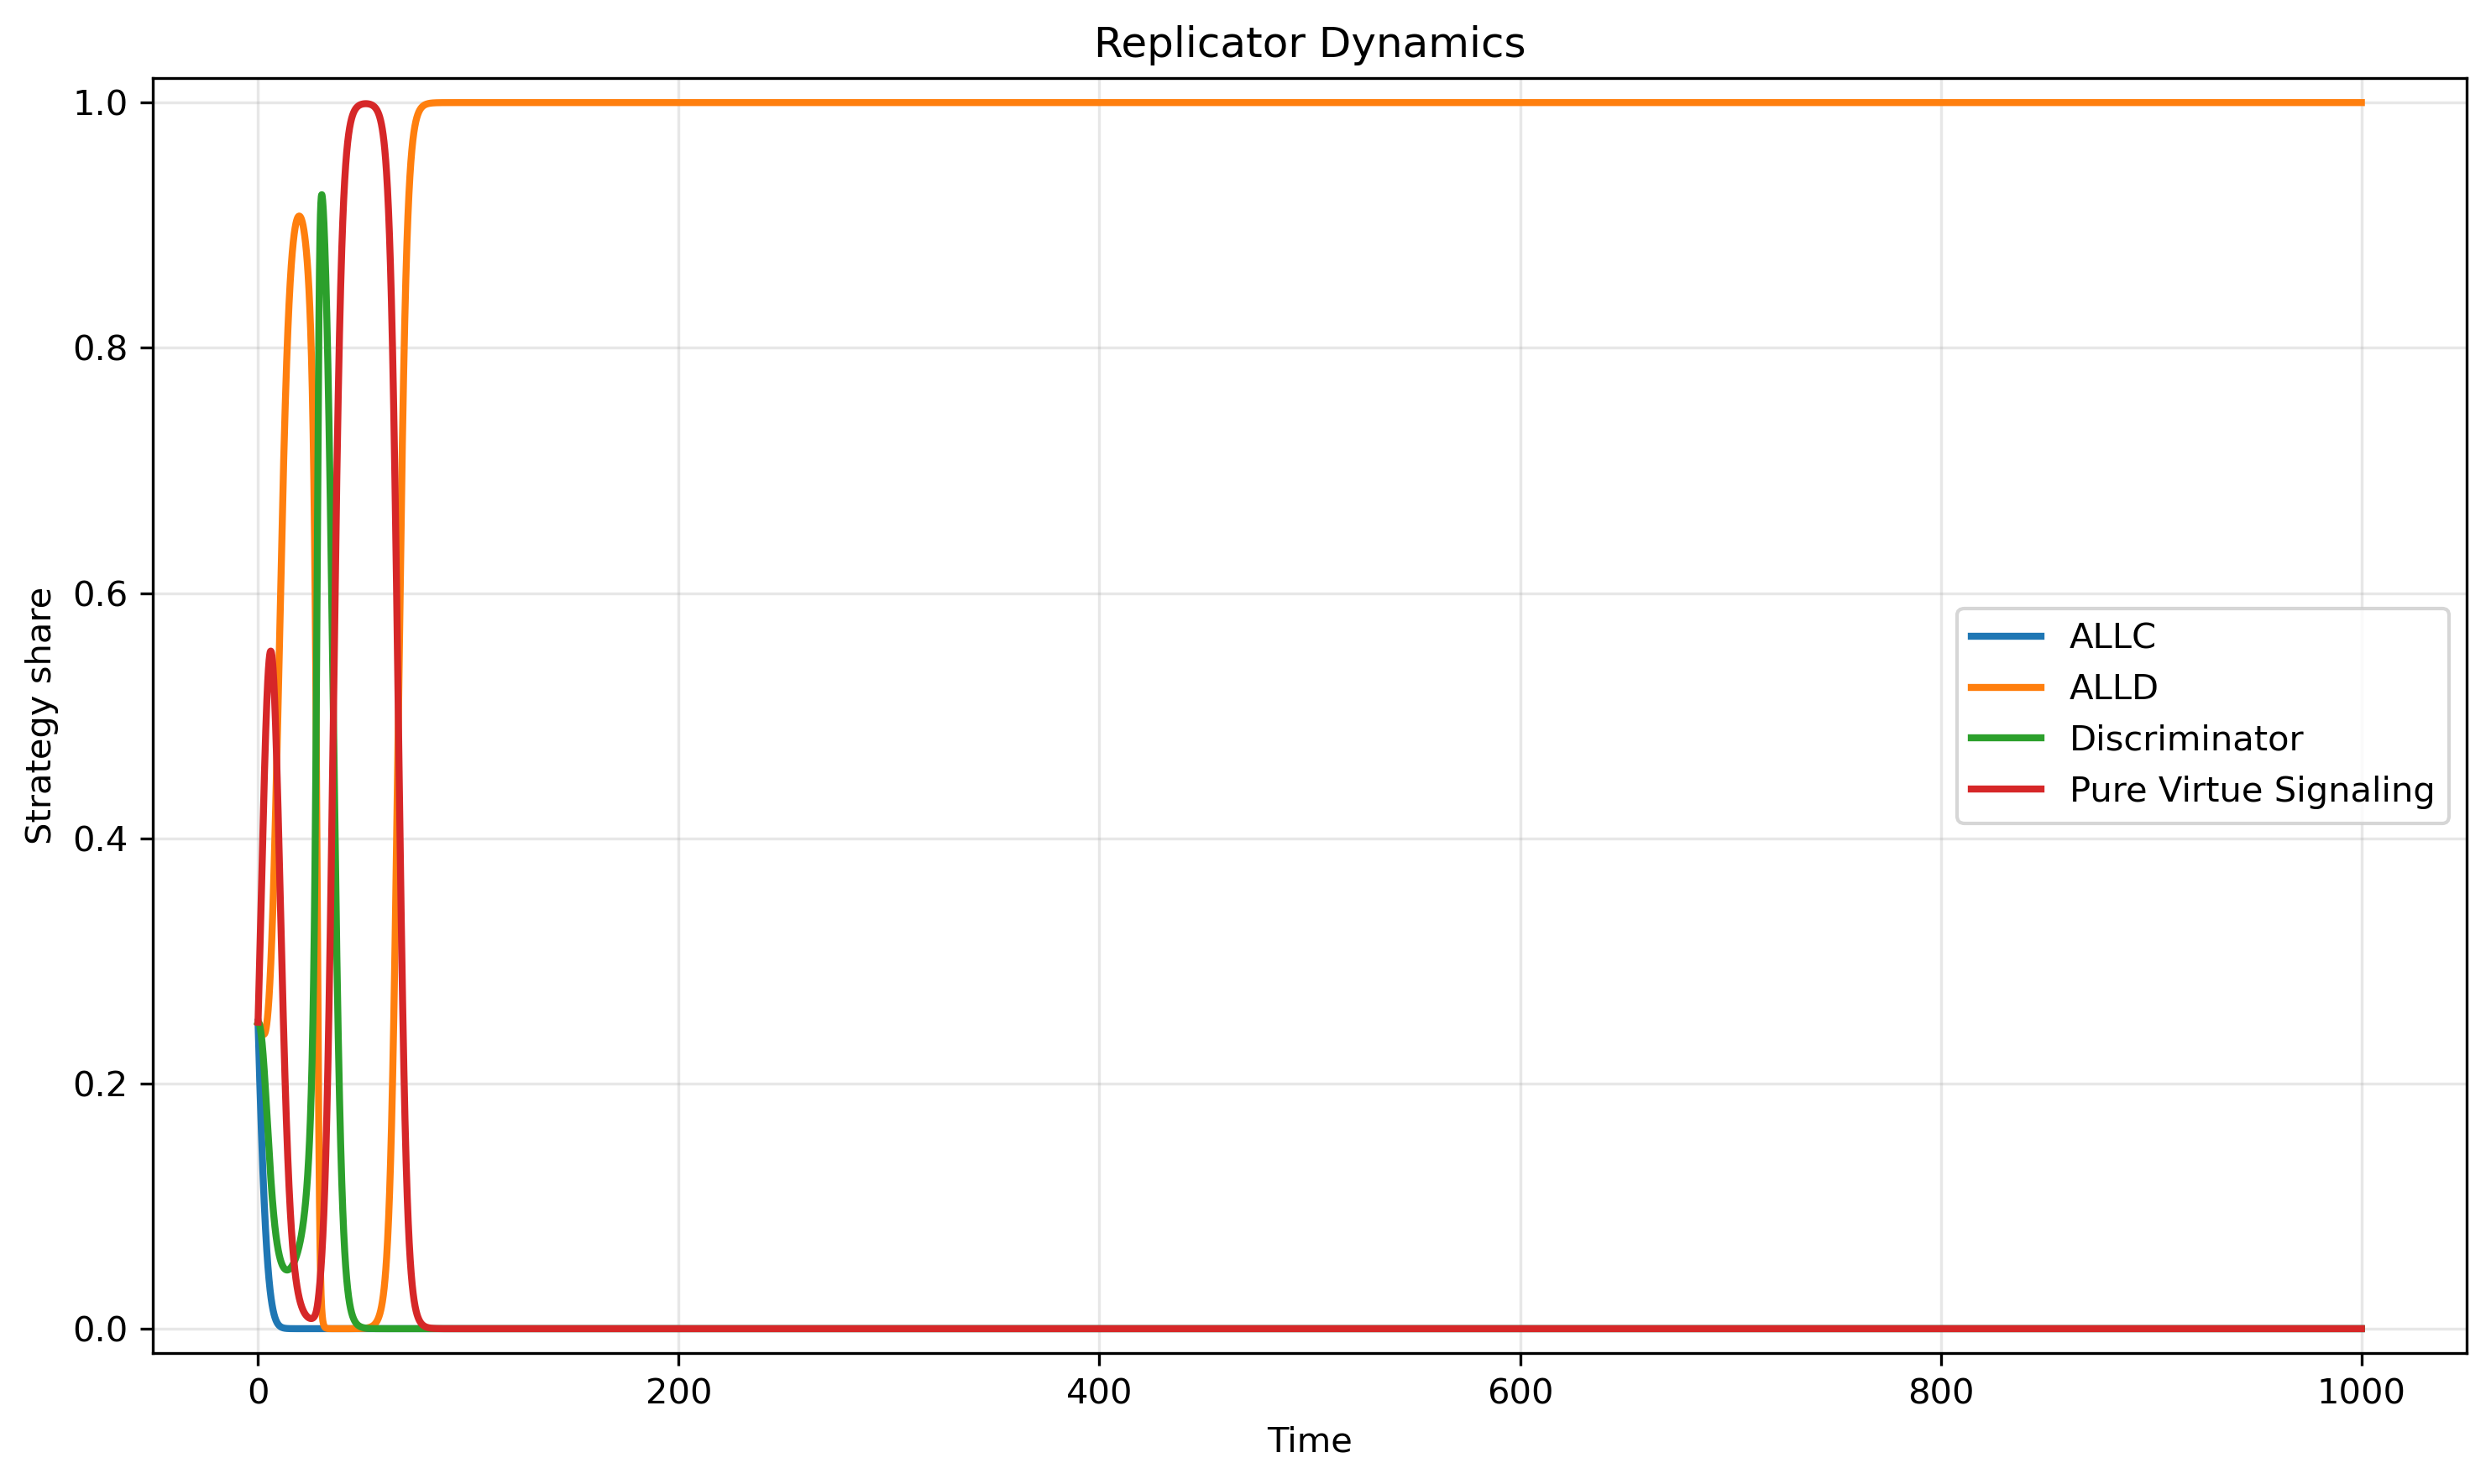 Replicator Dynamics
Strategy share
1.0
0.8
0.6
0.4
0.2
0.0
ALLC
ALLD
Discriminator
Pure Virtue Signaling
0 200 400 600 800 1000
Time